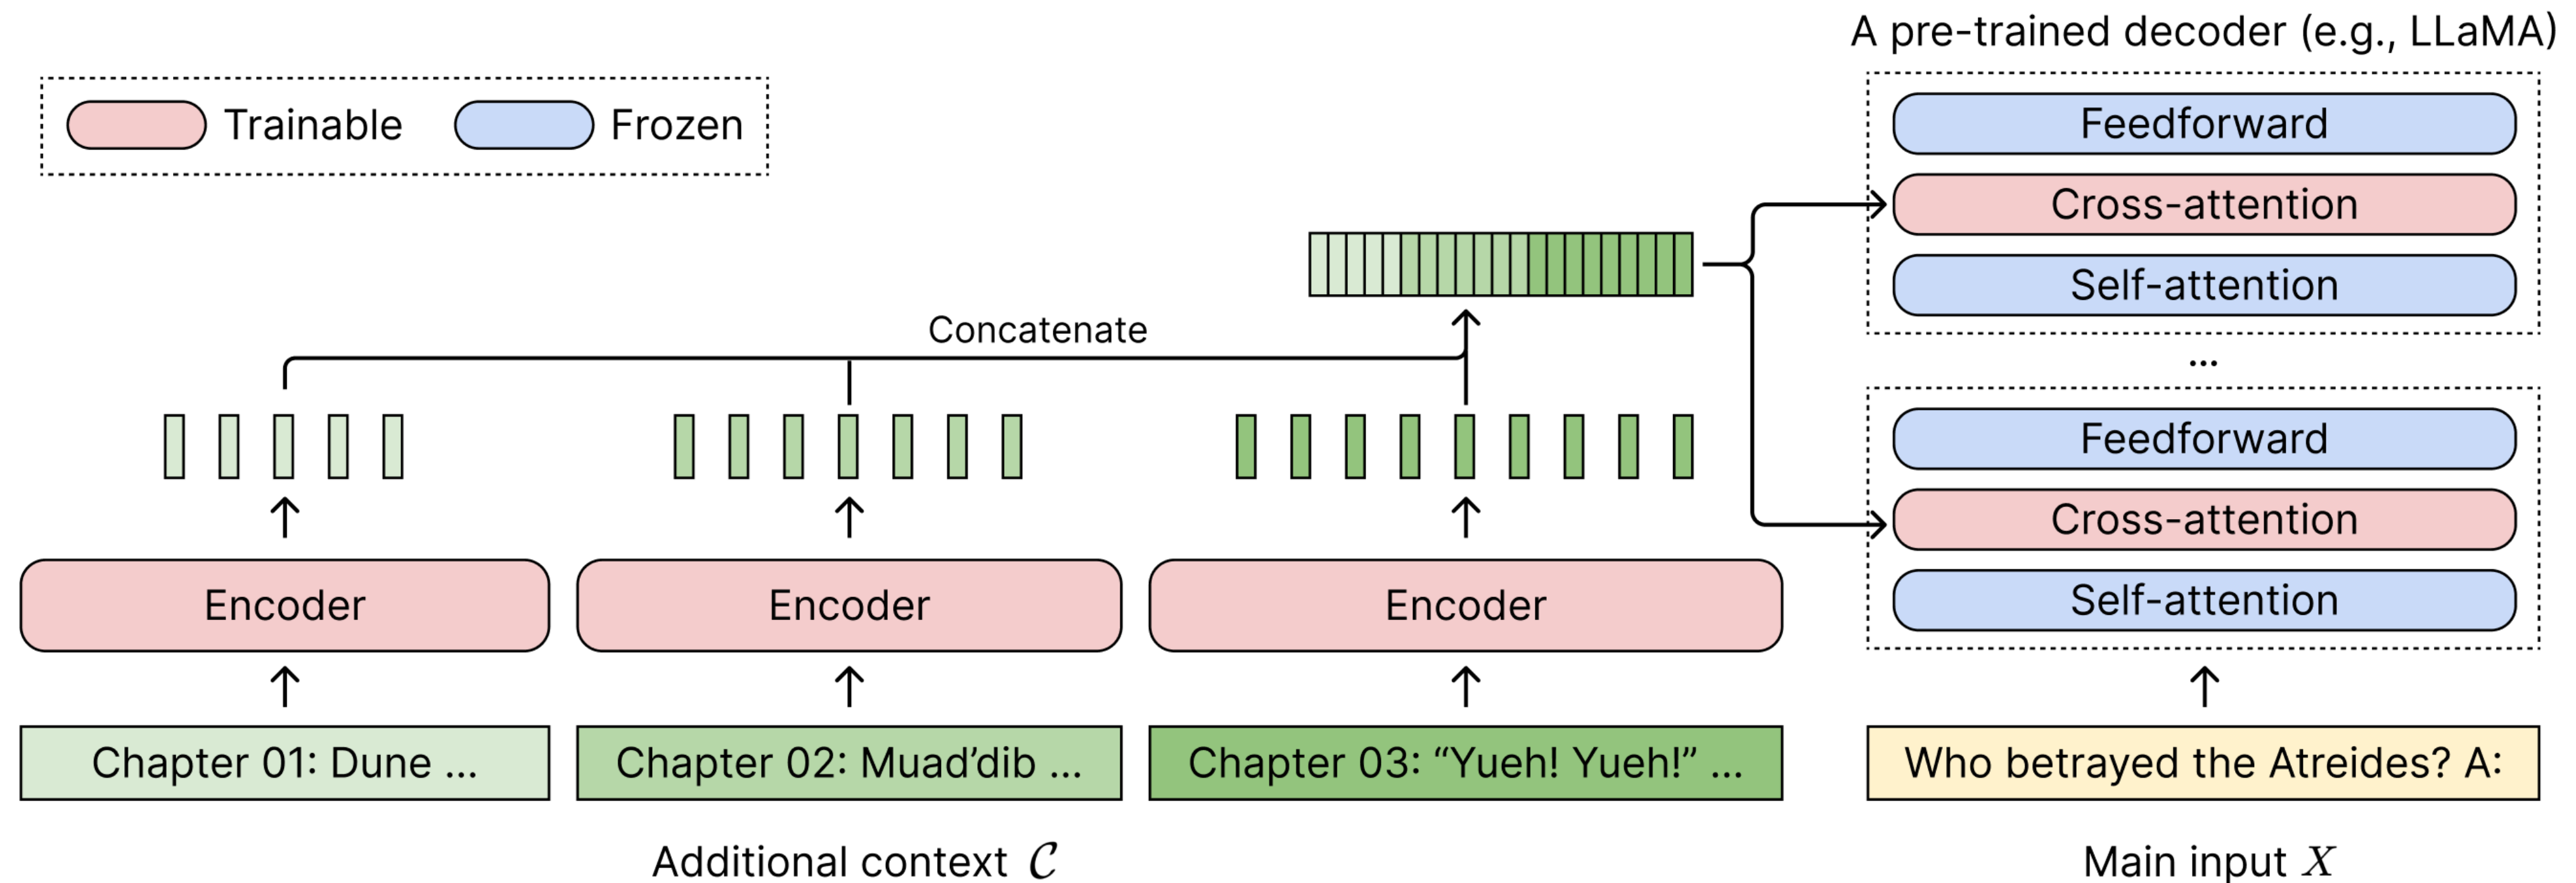 A pre-trained decoder (e.g., LLaMA)
Trainable
Frozen
Feedforward
Cross-attention
Self-attention
Concatenate
...
Feedforward
Cross-attention
Self-attention
Encoder
Encoder
Encoder
Chapter 01: Dune ...
Chapter 02: Muad’dib ...
Chapter 03: “Yueh! Yueh!” ...
Who betrayed the Atreides? A:
Additional context 𝒞
Main input X